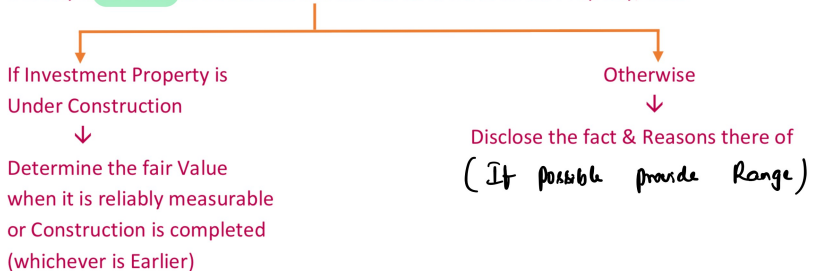 If Investment Property is
Under Construction
↓
Determine the fair Value
when it is reliably measurable
or Construction is completed
(whichever is Earlier)
Otherwise
↓
Disclose the fact & Reasons there of
(If possible provide Range)